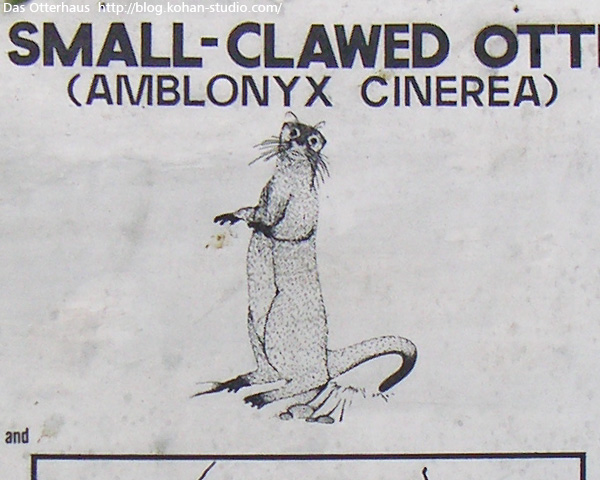 Das Otterhaus http://blog.kohan-studio.com/
SMALL-CLAWED OTT
(AMBLONYX CINEREA)
and